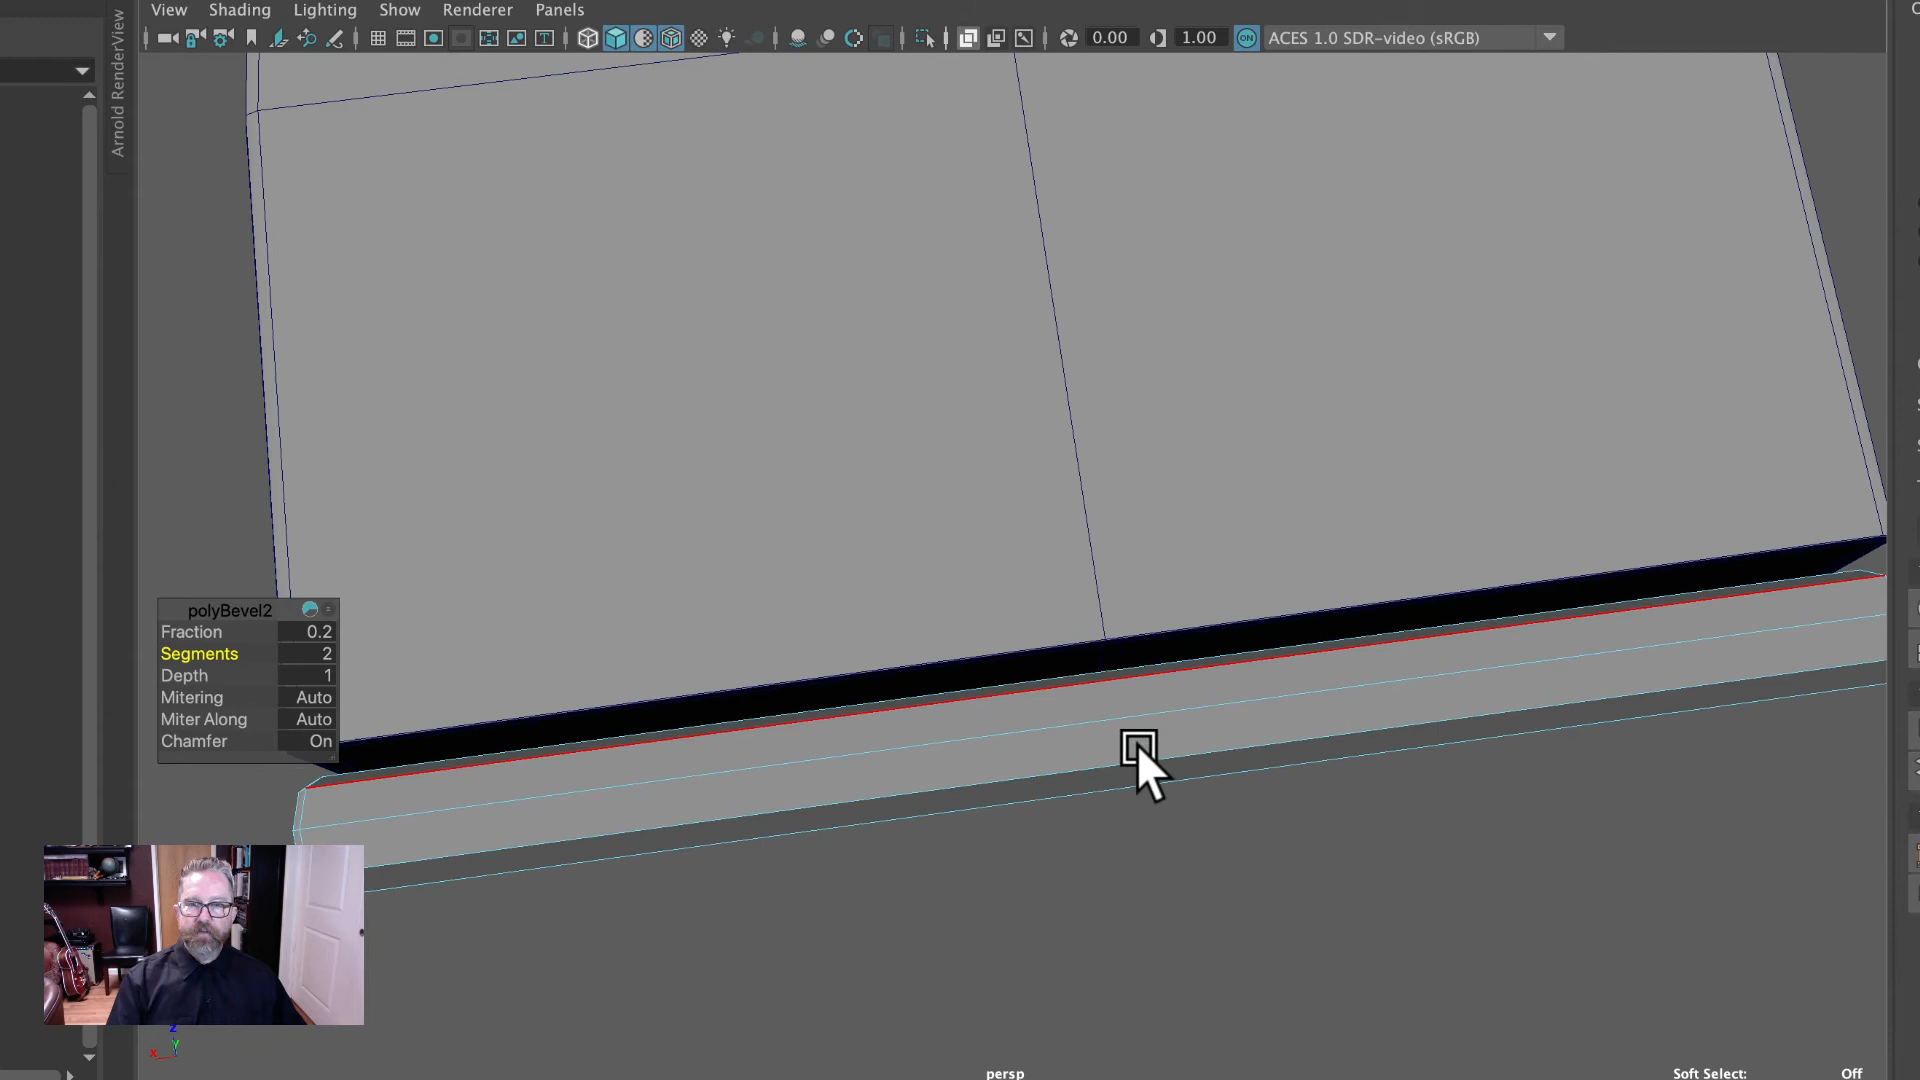 View Shading Lighting Show Renderer Panels
0.00 1.00 ON ACES 1.0 SDR-video (sRGB)
Arnold RenderView
polyBevel2
Fraction 0.2
Segments 2
Depth 1
Mitering Auto
Miter Along Auto
Chamfer On
z
Y
x
persp
Soft Select: Off